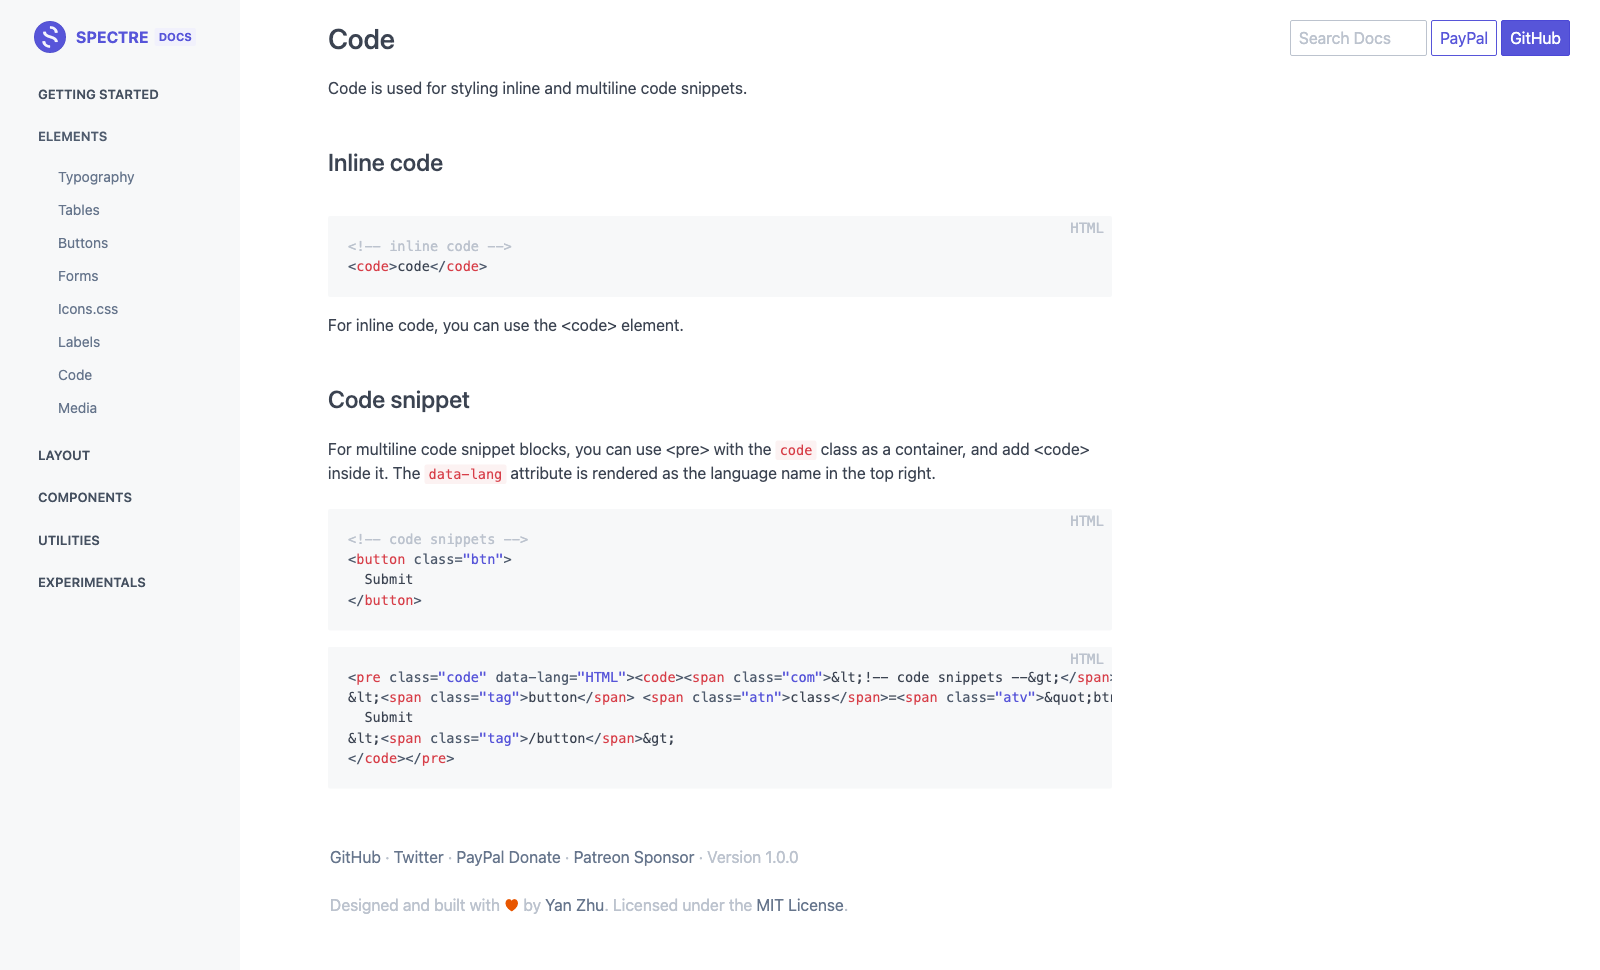 SPECTRE DOCS
GETTING STARTED
ELEMENTS
Typography
Tables
Buttons
Forms
Icons.css
Labels
Code
Media
LAYOUT
COMPONENTS
UTILITIES
EXPERIMENTALS
Search Docs PayPal GitHub
Code
Code is used for styling inline and multiline code snippets.
Inline code
HTML
<!-- inline code -->
<code>code</code>
For inline code, you can use the <code> element.
Code snippet
For multiline code snippet blocks, you can use <pre> with the code class as a container, and add <code>
inside it. The data-lang attribute is rendered as the language name in the top right.
HTML
<!-- code snippets -->
<button class="btn">
  Submit
</button>
HTML
<pre class="code" data-lang="HTML"><code><span class="com">&lt;!-- code snippets --&gt;</span>
&lt;<span class="tag">button</span> <span class="atn">class</span>=<span class="atv">&quot;btn
  Submit
&lt;<span class="tag">/button</span>&gt;
</code></pre>
GitHub · Twitter · PayPal Donate · Patreon Sponsor · Version 1.0.0
Designed and built with ♥ by Yan Zhu. Licensed under the MIT License.